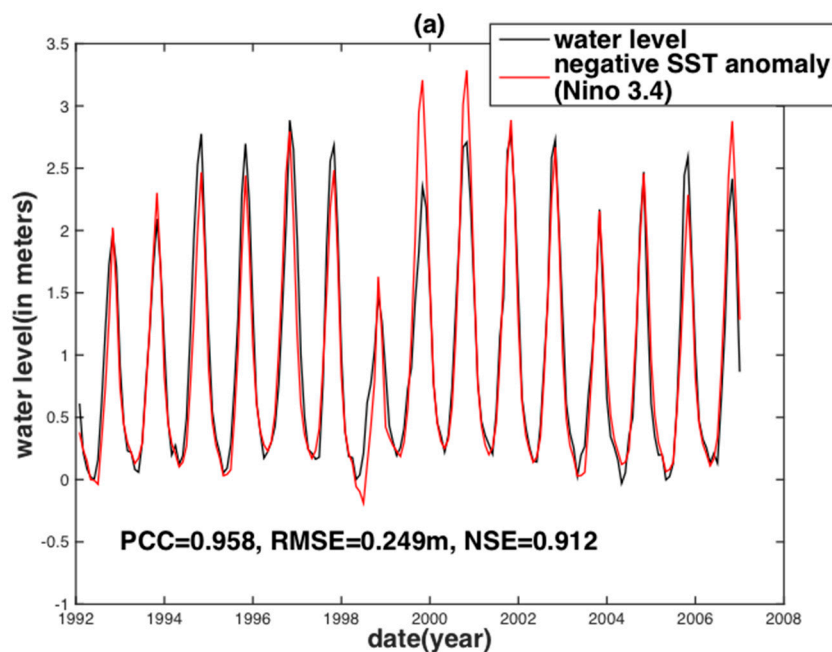 (a)
water level
negative SST anomaly
(Nino 3.4)
3.5
3
2.5
2
1.5
1
0.5
0
-0.5
-1
water level(in meters)
PCC=0.958, RMSE=0.249m, NSE=0.912
1992
1994
1996
1998
2000
2002
2004
2006
2008
date(year)